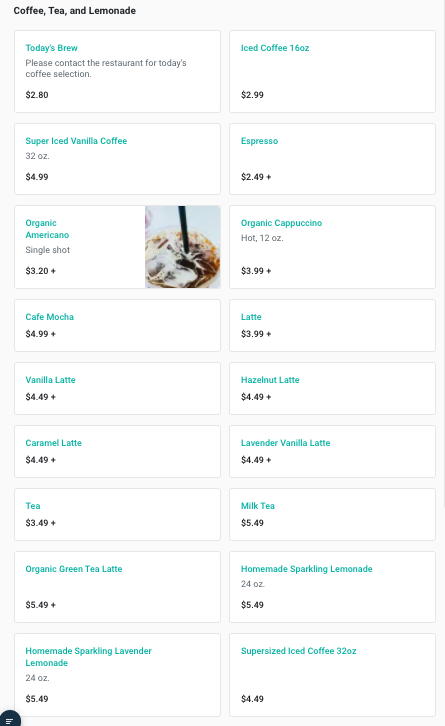 Coffee, Tea, and Lemonade
Today's Brew
Please contact the restaurant for today's
coffee selection.
$2.80
Iced Coffee 16oz
$2.99
Super Iced Vanilla Coffee
32 oz.
$4.99
Espresso
$2.49 +
Organic
Americano
Single shot
$3.20 +
Organic Cappuccino
Hot, 12 oz.
$3.99 +
Cafe Mocha
$4.99 +
Latte
$3.99 +
Vanilla Latte
$4.49 +
Hazelnut Latte
$4.49 +
Caramel Latte
$4.49 +
Lavender Vanilla Latte
$4.49 +
Tea
$3.49 +
Milk Tea
$5.49
Organic Green Tea Latte
$5.49 +
Homemade Sparkling Lemonade
24 oz.
$5.49
Homemade Sparkling Lavender
Lemonade
24 oz.
$5.49
Supersized Iced Coffee 32oz
$4.49